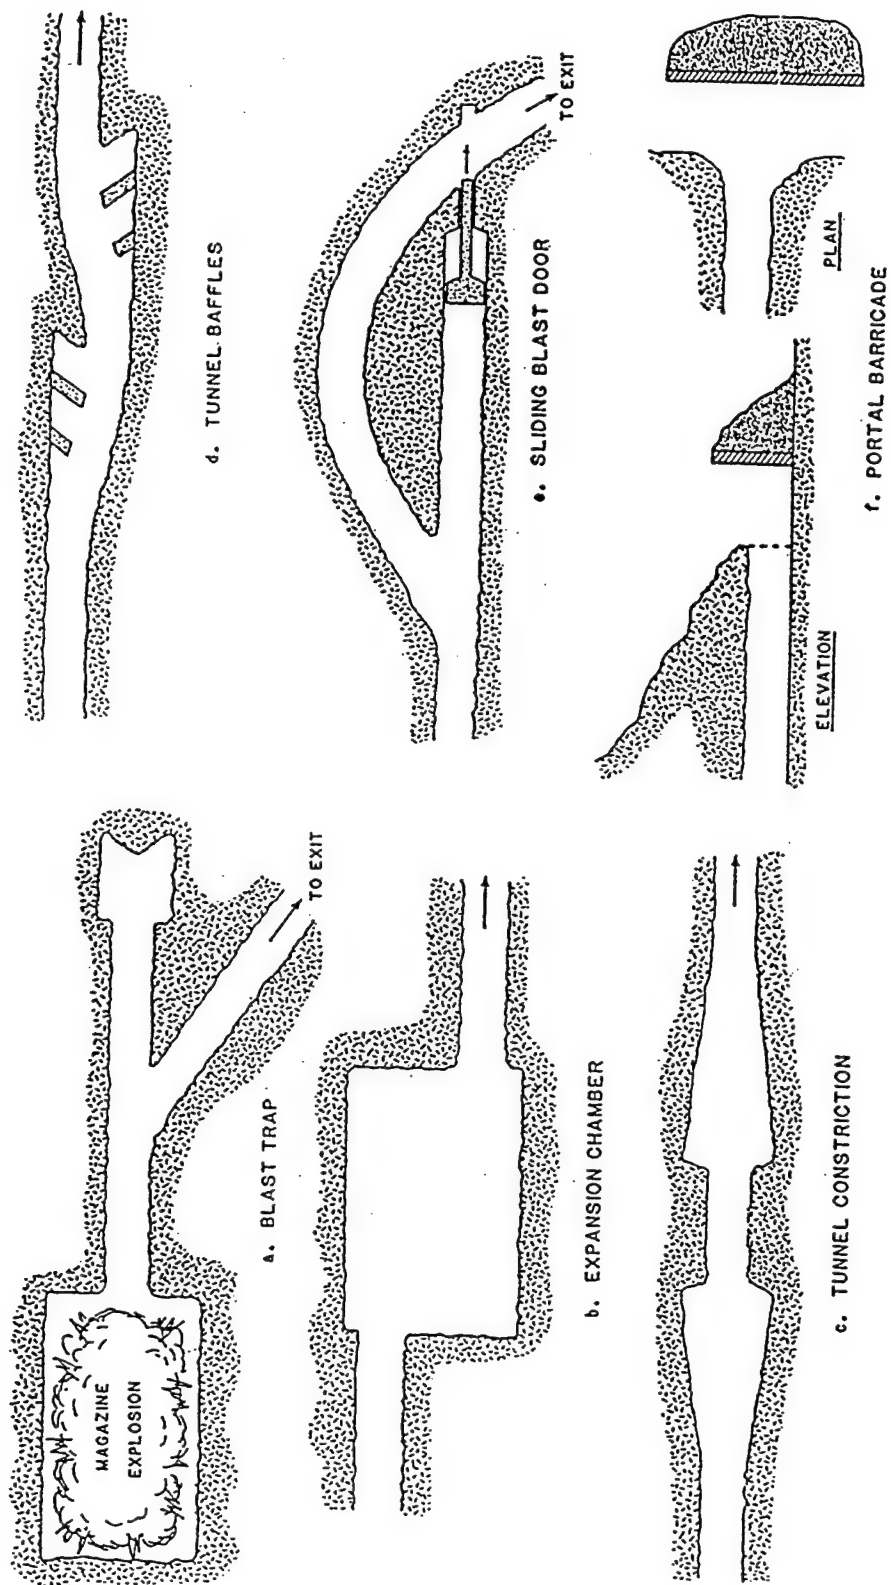 MAGAZINE
EXPLOSION
TO EXIT
a. BLAST TRAP
b. EXPANSION CHAMBER
c. TUNNEL CONSTRICTION
d. TUNNEL BAFFLES
TO EXIT
e. SLIDING BLAST DOOR
ELEVATION
PLAN
f. PORTAL BARRICADE